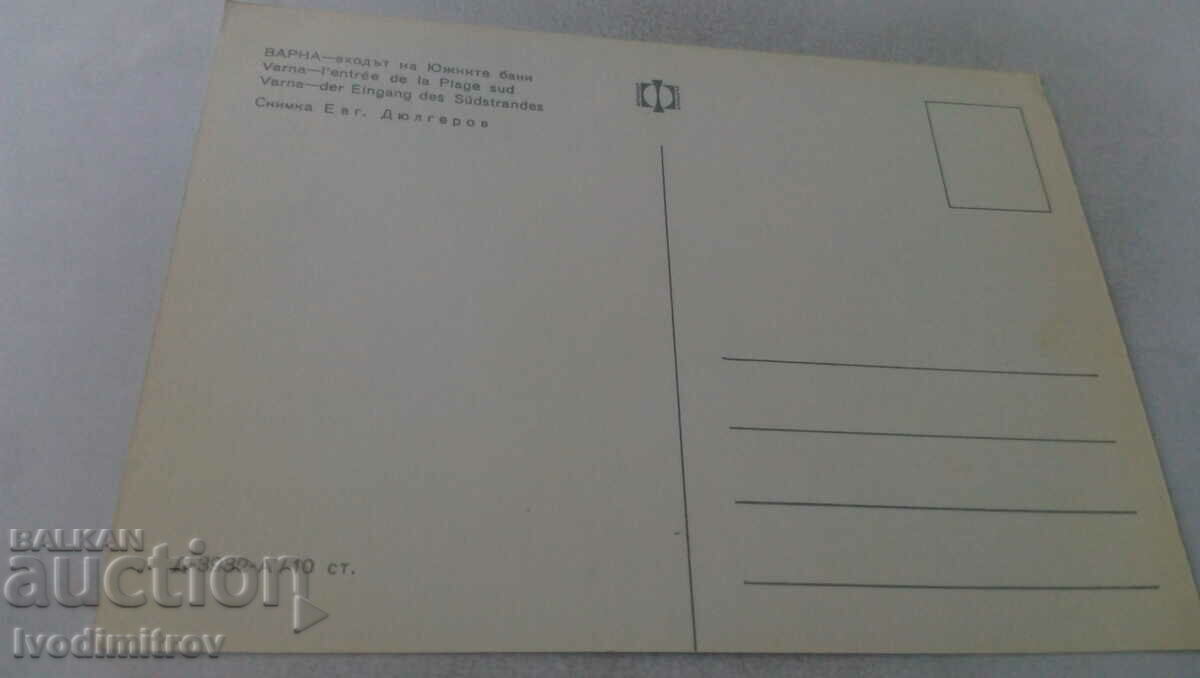 ВАРНА—входът на Южните бани
Varna—l'entrée de la Plage sud
Varna—der Eingang des Südstrandes
Снимка Евг. Дюлгеров
10 ст.
BALKAN
auction
Ivodimitrov